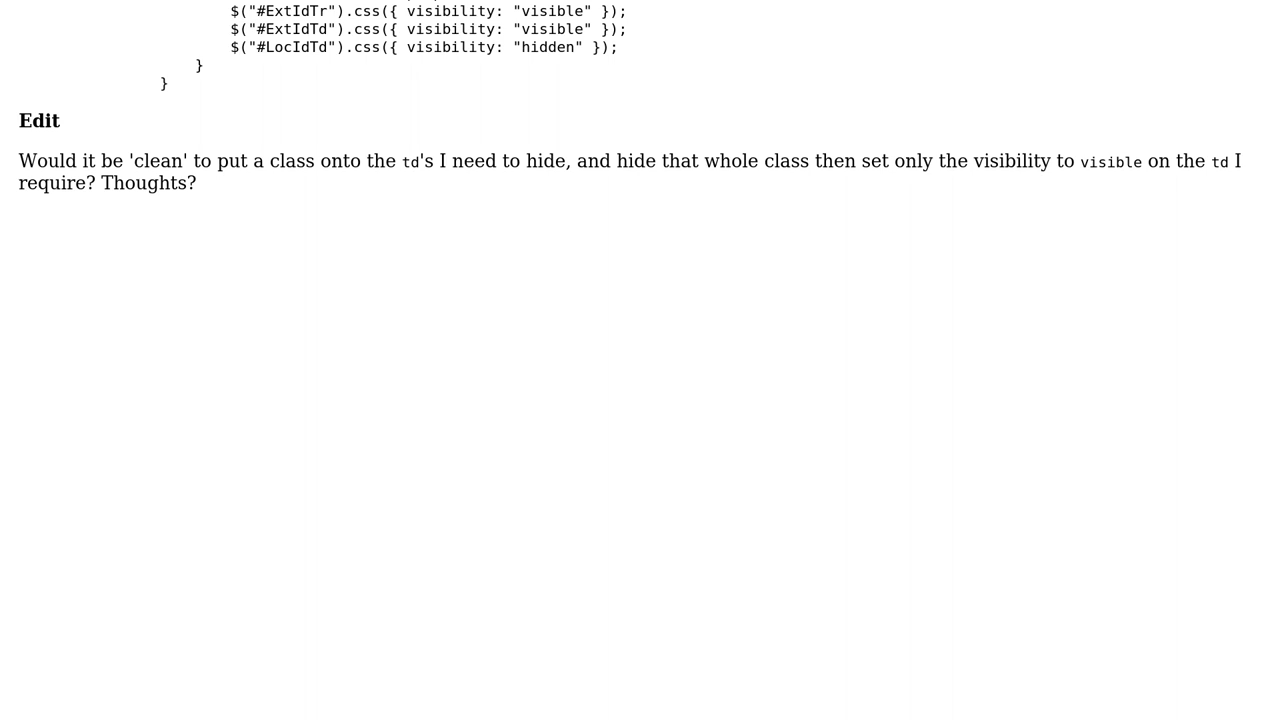 $("#ExtIdTr").css({ visibility: "visible" });
$("#ExtIdTd").css({ visibility: "visible" });
$("#LocIdTd").css({ visibility: "hidden" });
}
}
Edit
Would it be 'clean' to put a class onto the td's I need to hide, and hide that whole class then set only the visibility to visible on the td I
require? Thoughts?